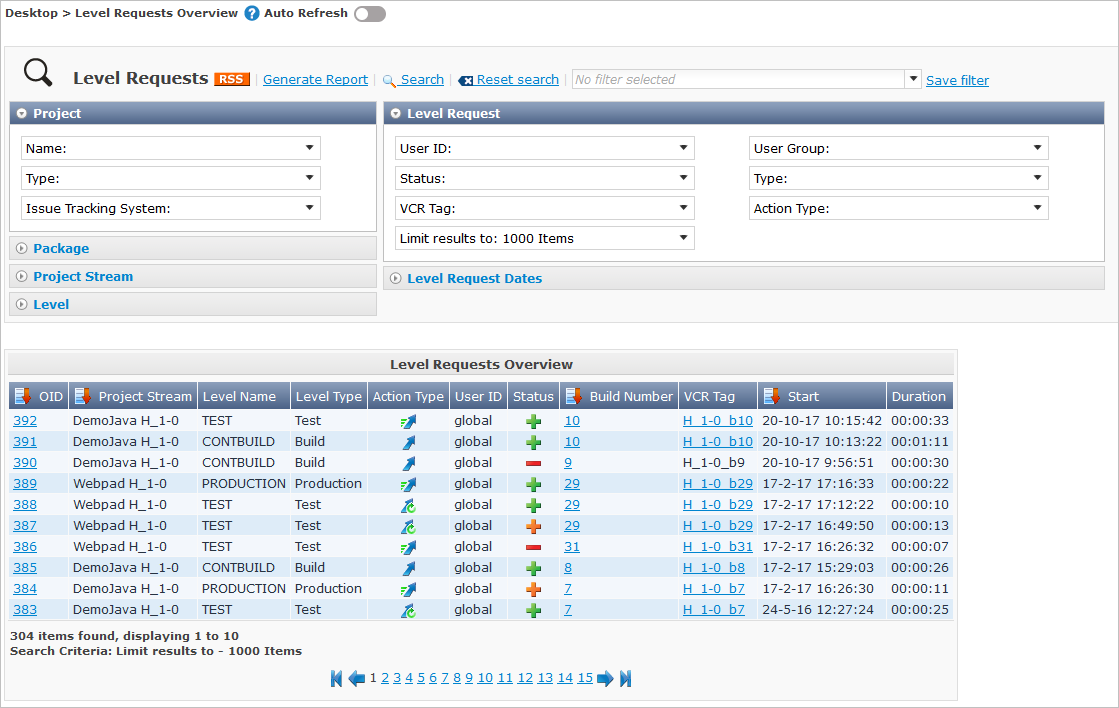 Desktop > Level Requests Overview ? Auto Refresh
Level Requests RSS Generate Report Search Reset search No filter selected Save filter
Project
Name:
Type:
Issue Tracking System:
Package
Project Stream
Level
Level Request
User ID: User Group:
Status: Type:
VCR Tag: Action Type:
Limit results to: 1000 Items
Level Request Dates
Level Requests Overview
OID Project Stream Level Name Level Type Action Type User ID Status Build Number VCR Tag Start Duration
392 DemoJava H_1-0 TEST Test global 10 H_1-0_b10 20-10-17 10:15:42 00:00:33
391 DemoJava H_1-0 CONTBUILD Build global 10 H_1-0_b10 20-10-17 10:13:22 00:01:11
390 DemoJava H_1-0 CONTBUILD Build global 9 H_1-0_b9 20-10-17 9:56:51 00:00:30
389 Webpad H_1-0 PRODUCTION Production global 29 H_1-0_b29 17-2-17 17:16:33 00:00:22
388 Webpad H_1-0 TEST Test global 29 H_1-0_b29 17-2-17 17:12:22 00:00:10
387 Webpad H_1-0 TEST Test global 29 H_1-0_b29 17-2-17 16:49:50 00:00:13
386 Webpad H_1-0 TEST Test global 31 H_1-0_b31 17-2-17 16:26:32 00:00:07
385 DemoJava H_1-0 CONTBUILD Build global 8 H_1-0_b8 17-2-17 15:29:03 00:00:26
384 DemoJava H_1-0 PRODUCTION Production global 7 H_1-0_b7 17-2-17 16:26:30 00:00:11
383 DemoJava H_1-0 TEST Test global 7 H_1-0_b7 24-5-16 12:27:24 00:00:25
304 items found, displaying 1 to 10
Search Criteria: Limit results to - 1000 Items
1 2 3 4 5 6 7 8 9 10 11 12 13 14 15